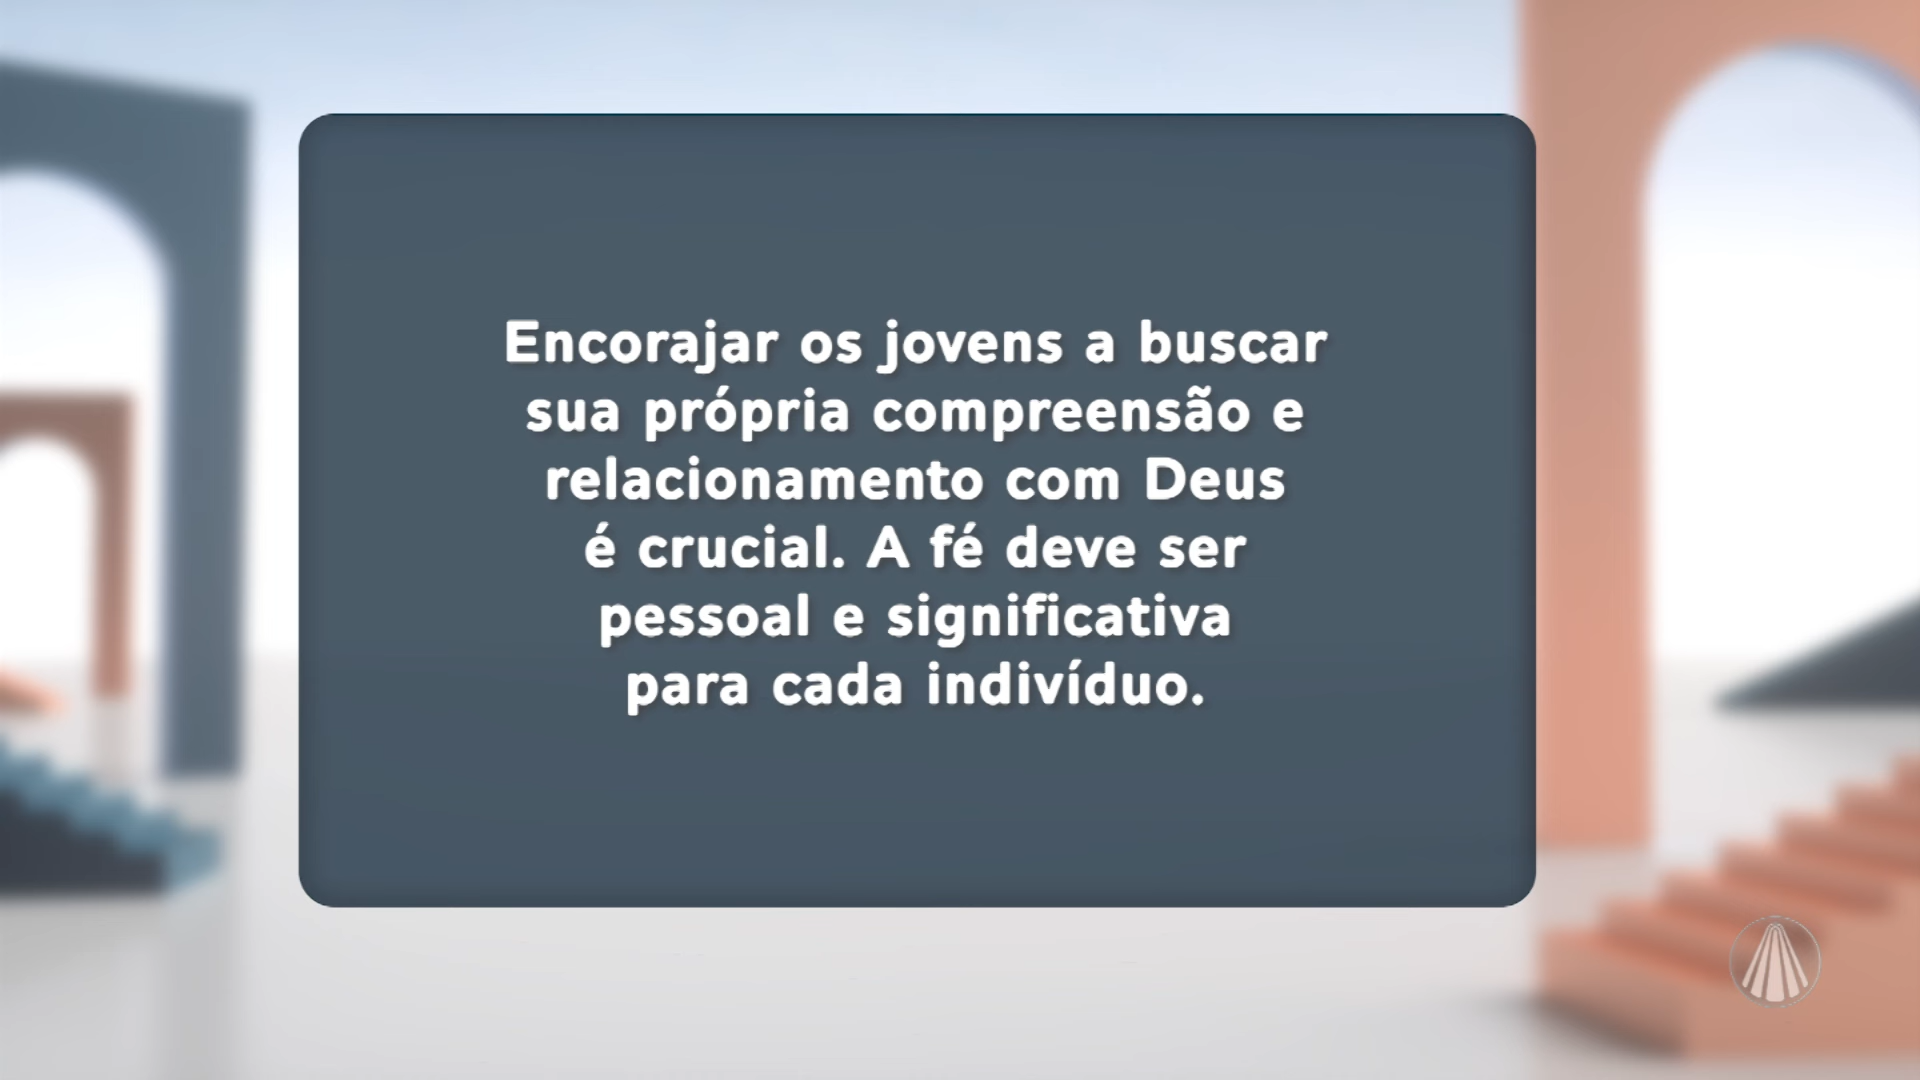 Encorajar os jovens a buscar
sua própria compreensão e
relacionamento com Deus
é crucial. A fé deve ser
pessoal e significativa
para cada indivíduo.